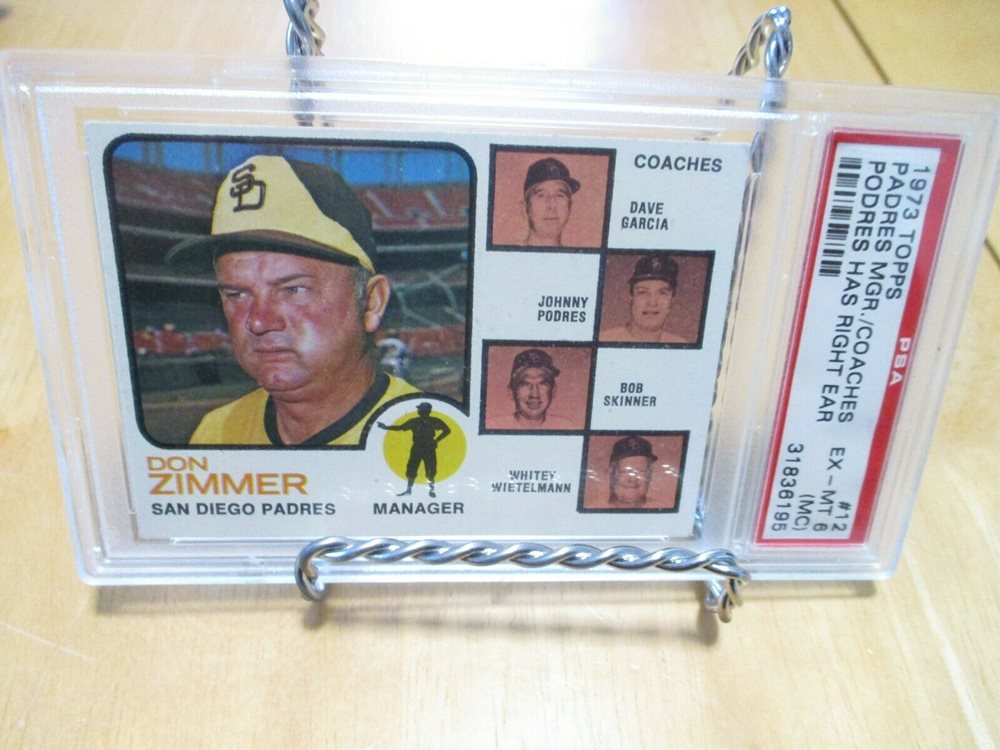 SD
DON
ZIMMER
SAN DIEGO PADRES
MANAGER
COACHES
DAVE
GARCIA
JOHNNY
PODRES
BOB
SKINNER
WHITEY
WIETELMANN
1973 TOPPS #12
PADRES MGR./COACHES EX - MT 6
PODRES HAS RIGHT EAR (MC)
31836195
PSA